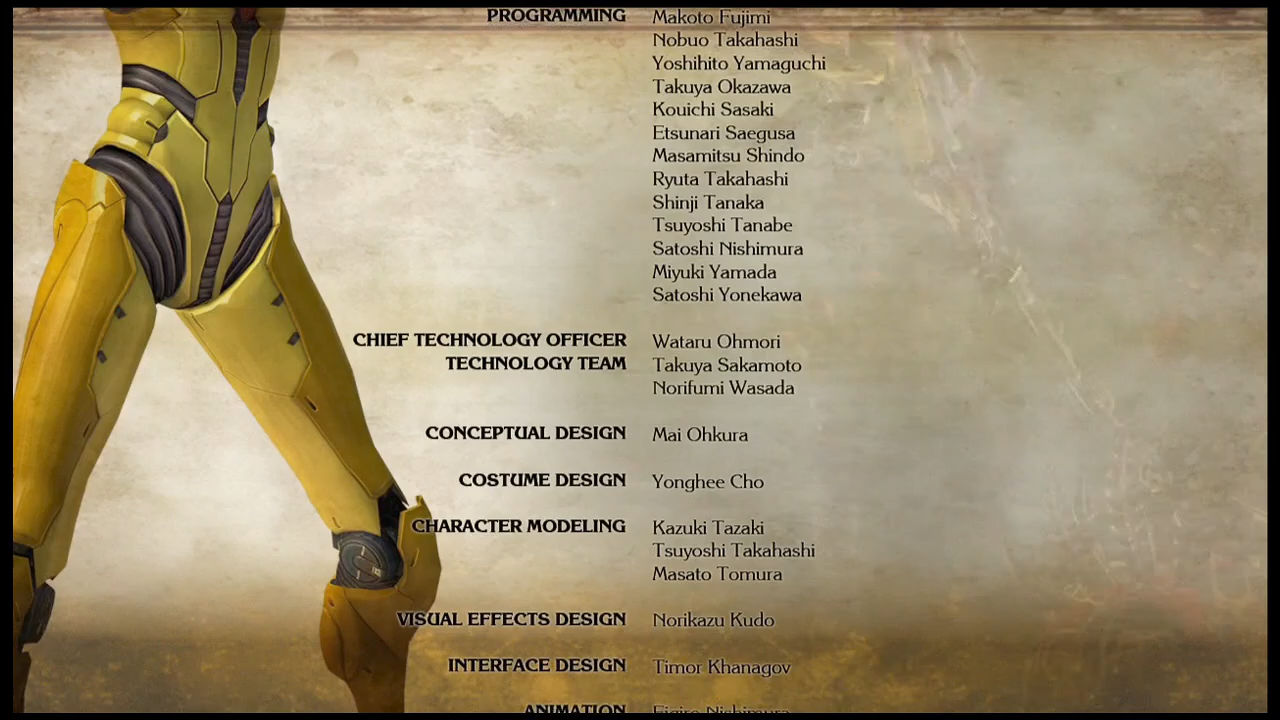 PROGRAMMING Makoto Fujimi
Nobuo Takahashi
Yoshihito Yamaguchi
Takuya Okazawa
Kouichi Sasaki
Etsunari Saegusa
Masamitsu Shindo
Ryuta Takahashi
Shinji Tanaka
Tsuyoshi Tanabe
Satoshi Nishimura
Miyuki Yamada
Satoshi Yonekawa
CHIEF TECHNOLOGY OFFICER Wataru Ohmori
TECHNOLOGY TEAM Takuya Sakamoto
Norifumi Wasada
CONCEPTUAL DESIGN Mai Ohkura
COSTUME DESIGN Yonghee Cho
CHARACTER MODELING Kazuki Tazaki
Tsuyoshi Takahashi
Masato Tomura
VISUAL EFFECTS DESIGN Norikazu Kudo
INTERFACE DESIGN Timor Khanagov
ANIMATION Eigiro Nishimura